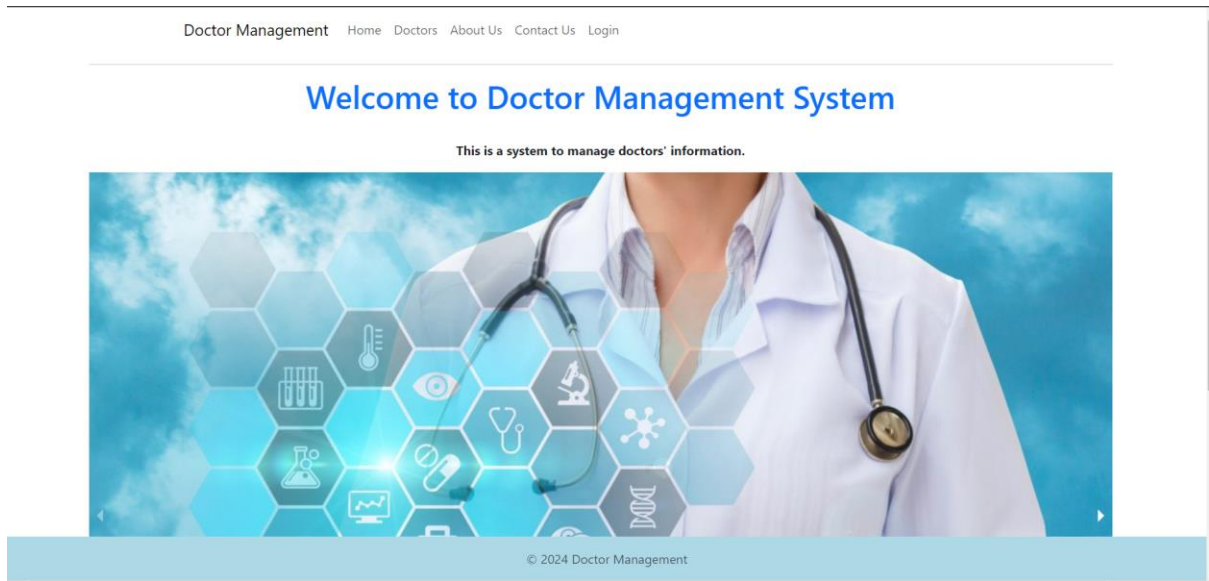 Doctor Management Home Doctors About Us Contact Us Login
Welcome to Doctor Management System
This is a system to manage doctors' information.
© 2024 Doctor Management